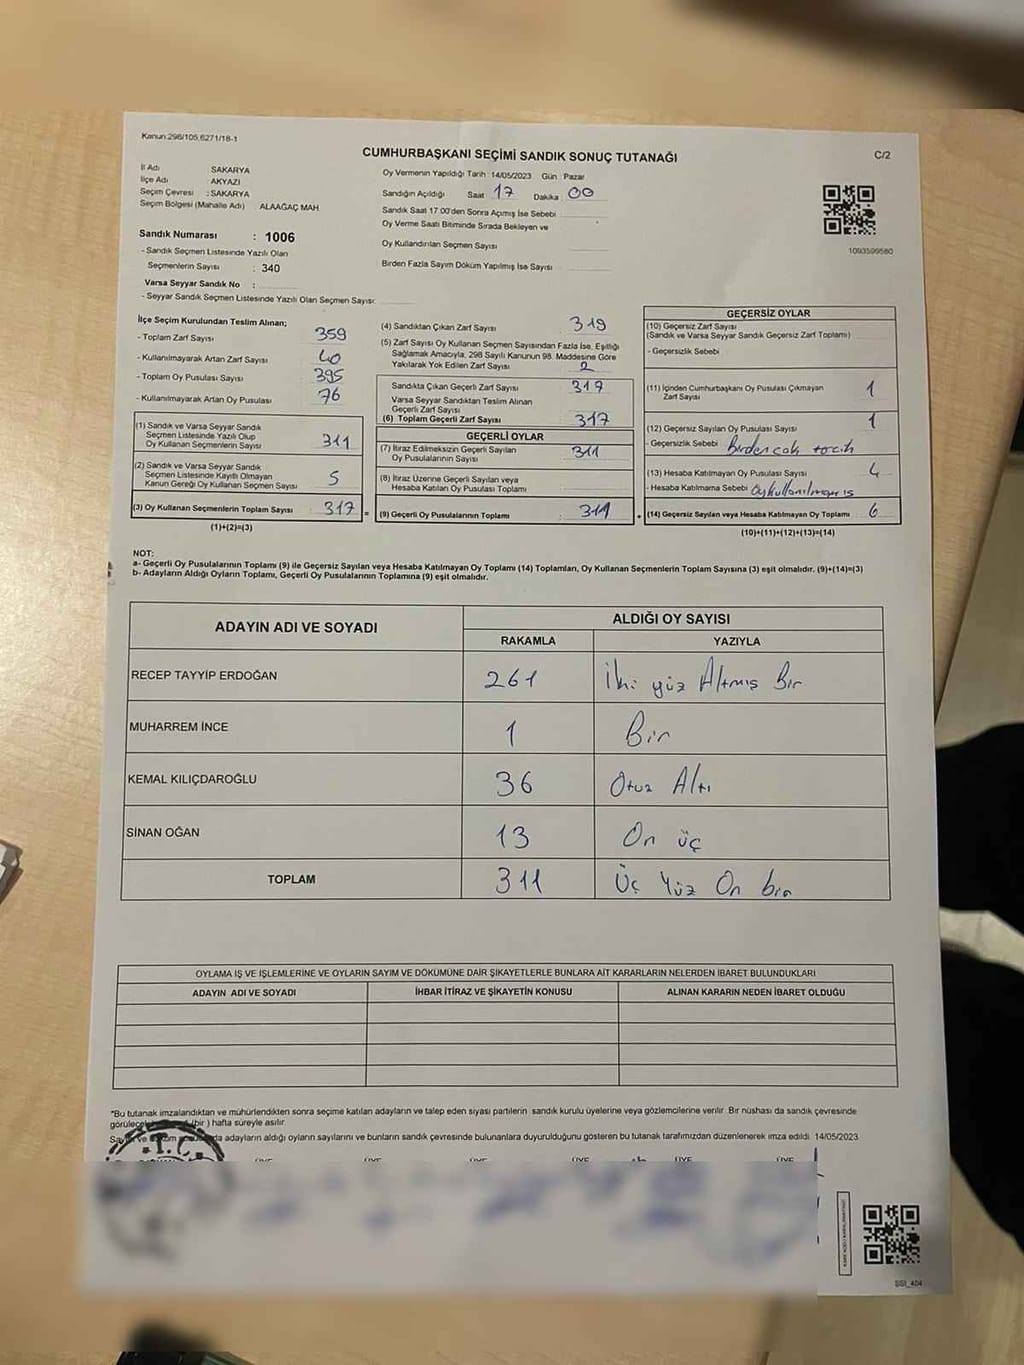 Kanun:298/105,6271/18-1
CUMHURBAŞKANI SEÇİMİ SANDIK SONUÇ TUTANAĞI
C/2
İl Adı SAKARYA
İlçe Adı AKYAZI
Seçim Çevresi : SAKARYA
Seçim Bölgesi (Mahalle Adı) ALAAĞAÇ MAH
Sandık Numarası : 1006
- Sandık Seçmen Listesinde Yazılı Olan
Seçmenlerin Sayısı : 340
Varsa Seyyar Sandık No :
- Seyyar Sandık Seçmen Listesinde Yazılı Olan Seçmen Sayısı:
Oy Vermenin Yapıldığı Tarih : 14/05/2023 Gün : Pazar
Sandığın Açıldığı Saat 17 Dakika 00
Sandık Saat 17:00'den Sonra Açımış İse Sebebi
Oy Verme Saati Bitiminde Sırada Bekleyen ve
Oy Kullandırılan Seçmen Sayısı
Birden Fazla Sayım Döküm Yapılmış İse Sayısı
1093599580
İlçe Seçim Kurulundan Teslim Alınan;
- Toplam Zarf Sayısı 359
- Kullanılmayarak Artan Zarf Sayısı 40
- Toplam Oy Pusulası Sayısı 395
- Kullanılmayarak Artan Oy Pusulası 76
(1) Sandık ve Varsa Seyyar Sandık
Seçmen Listesinde Yazılı Olup
Oy Kullanan Seçmenlerin Sayısı 311
(2) Sandık ve Varsa Seyyar Sandık
Seçmen Listesinde Kayıtlı Olmayan
Kanun Gereği Oy Kullanan Seçmen Sayısı 5
(3) Oy Kullanan Seçmenlerin Toplam Sayısı 317 =
(1)+(2)=(3)
(4) Sandıktan Çıkan Zarf Sayısı 319
(5) Zarf Sayısı Oy Kullanan Seçmen Sayısından Fazla İse, Eşitliği
Sağlamak Amacıyla, 298 Sayılı Kanunun 98. Maddesine Göre
Yakılarak Yok Edilen Zarf Sayısı 2
Sandıkta Çıkan Geçerli Zarf Sayısı 317
Varsa Seyyar Sandıktan Teslim Alınan
Geçerli Zarf Sayısı
(6) Toplam Geçerli Zarf Sayısı 317
GEÇERLİ OYLAR
(7) İtiraz Edilmeksizin Geçerli Sayılan
Oy Pusulalarının Sayısı 311
(8) İtiraz Üzerine Geçerli Sayılan veya
Hesaba Katılan Oy Pusulası Toplamı
(9) Geçerli Oy Pusulalarının Toplamı 311 +
GEÇERSİZ OYLAR
(10) Geçersiz Zarf Sayısı
(Sandık ve Varsa Seyyar Sandık Geçersiz Zarf Toplamı)
- Geçersizlik Sebebi
(11) İçinden Cumhurbaşkanı Oy Pusulası Çıkmayan
Zarf Sayısı 1
(12) Geçersiz Sayılan Oy Pusulası Sayısı 1
- Geçersizlik Sebebi Birden çok tercih
(13) Hesaba Katılmayan Oy Pusulası Sayısı 4
- Hesaba Katılmama Sebebi Oy kullanılmamış
(14) Geçersiz Sayılan veya Hesaba Katılmayan Oy Toplamı 6
(10)+(11)+(12)+(13)=(14)
NOT:
a- Geçerli Oy Pusulalarının Toplamı (9) ile Geçersiz Sayılan veya Hesaba Katılmayan Oy Toplamı (14) Toplamları, Oy Kullanan Seçmenlerin Toplam Sayısına (3) eşit olmalıdır. (9)+(14)=(3)
b- Adayların Aldığı Oyların Toplamı, Geçerli Oy Pusulalarının Toplamına (9) eşit olmalıdır.
ADAYIN ADI VE SOYADI ALDIĞI OY SAYISI
RAKAMLA YAZIYLA
RECEP TAYYİP ERDOĞAN 261 İki yüz Altmış Bir
MUHARREM İNCE 1 Bir
KEMAL KILIÇDAROĞLU 36 Otuz Altı
SİNAN OĞAN 13 On üç
TOPLAM 311 Üç Yüz On bir
OYLAMA İŞ VE İŞLEMLERİNE VE OYLARIN SAYIM VE DÖKÜMÜNE DAİR ŞİKAYETLERLE BUNLARA AİT KARARLARIN NELERDEN İBARET BULUNDUKLARI
ADAYIN ADI VE SOYADI İHBAR İTİRAZ VE ŞİKAYETİN KONUSU ALINAN KARARIN NEDEN İBARET OLDUĞU
*Bu tutanak imzalandıktan ve mühürlendikten sonra seçime katılan adayların ve talep eden siyasi partilerin sandık kurulu üyelerine veya gözlemcilerine verilir. Bir nüshası da sandık çevresinde
(bir) hafta süreyle asılır.
adayların aldığı oyların sayılarını ve bunların sandık çevresinde bulunanlara duyurulduğunu gösteren bu tutanak tarafımızdan düzenlenerek imza edildi. 14/05/2023
T.C.
ÜYE ÜYE ÜYE ÜYE ÜYE ÜYE
SSI_404